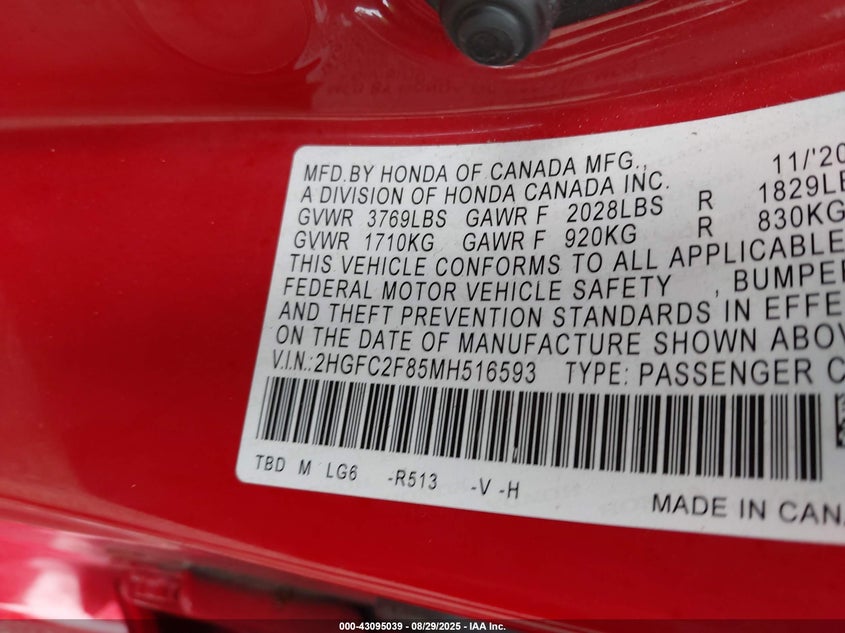 MFD.BY HONDA OF CANADA MFG., 11/'20
A DIVISION OF HONDA CANADA INC.
GVWR 3769LBS GAWR F 2028LBS R 1829LB
GVWR 1710KG GAWR F 920KG R 830KG
THIS VEHICLE CONFORMS TO ALL APPLICABLE
FEDERAL MOTOR VEHICLE SAFETY , BUMPER
AND THEFT PREVENTION STANDARDS IN EFFE
ON THE DATE OF MANUFACTURE SHOWN ABOV
V.I.N.:2HGFC2F85MH516593 TYPE: PASSENGER C
TBD M LG6 -R513 -V -H
MADE IN CANA
000-43095039 - 08/29/2025 - IAA Inc.